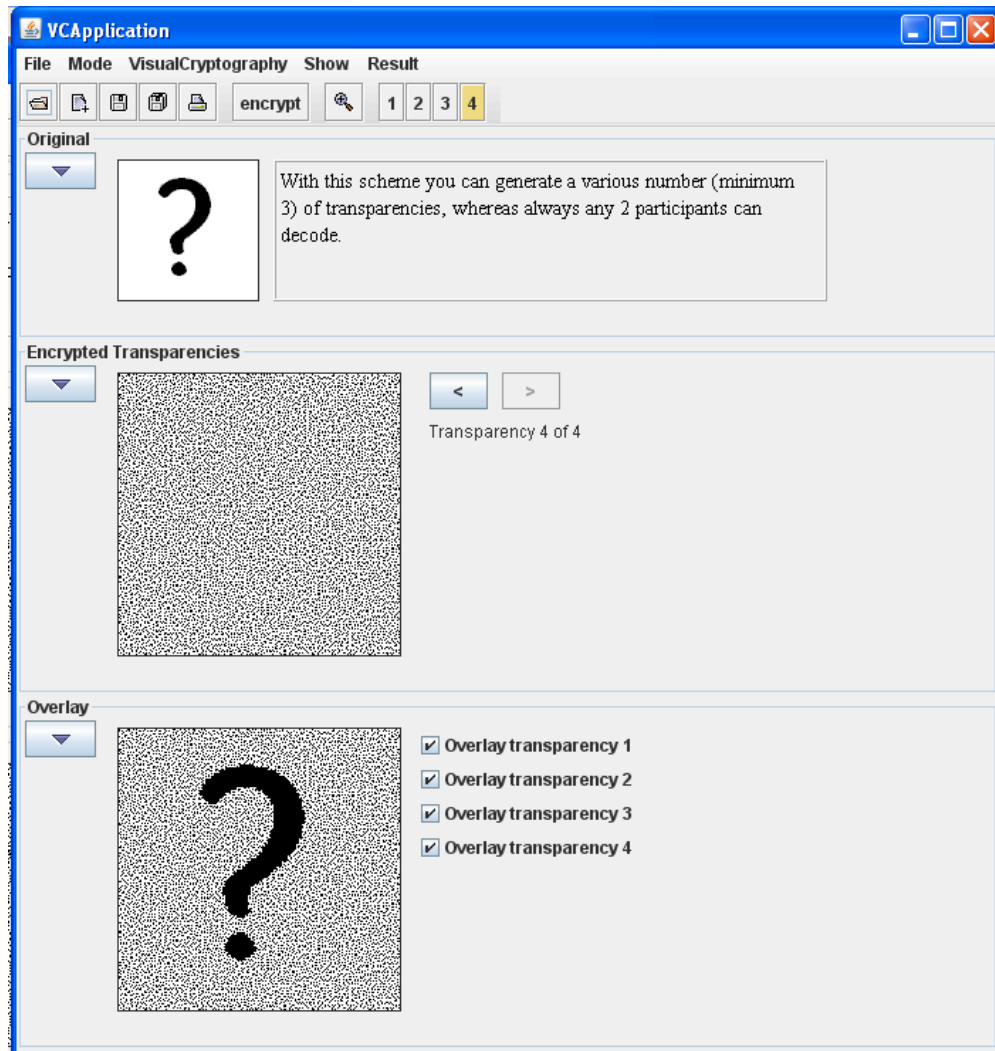 VCApplication
File Mode VisualCryptography Show Result
encrypt 1 2 3 4
Original
?
With this scheme you can generate a various number (minimum
3) of transparencies, whereas always any 2 participants can
decode.
Encrypted Transparencies
< >
Transparency 4 of 4
Overlay
?
Overlay transparency 1
Overlay transparency 2
Overlay transparency 3
Overlay transparency 4